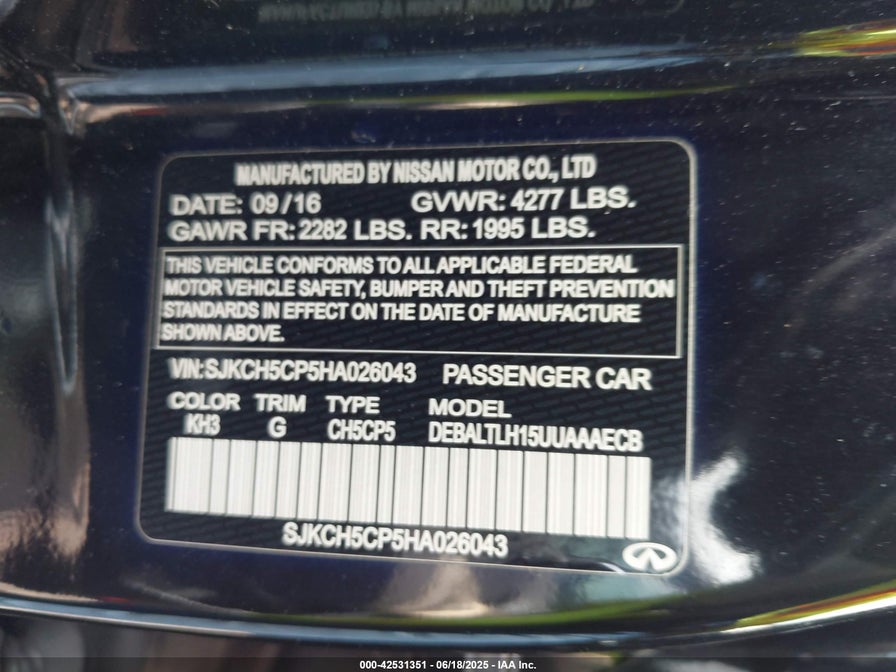 MANUFACTURED BY NISSAN MOTOR CO., LTD
DATE: 09/16 GVWR: 4277 LBS.
GAWR FR: 2282 LBS. RR: 1995 LBS.
THIS VEHICLE CONFORMS TO ALL APPLICABLE FEDERAL
MOTOR VEHICLE SAFETY, BUMPER AND THEFT PREVENTION
STANDARDS IN EFFECT ON THE DATE OF MANUFACTURE
SHOWN ABOVE.
VIN: SJKCH5CP5HA026043 PASSENGER CAR
COLOR TRIM TYPE MODEL
KH3 G CH5CP5 DEBALTLH15UUAAAECB
SJKCH5CP5HA026043
000-42531351 - 06/18/2025 - IAA Inc.